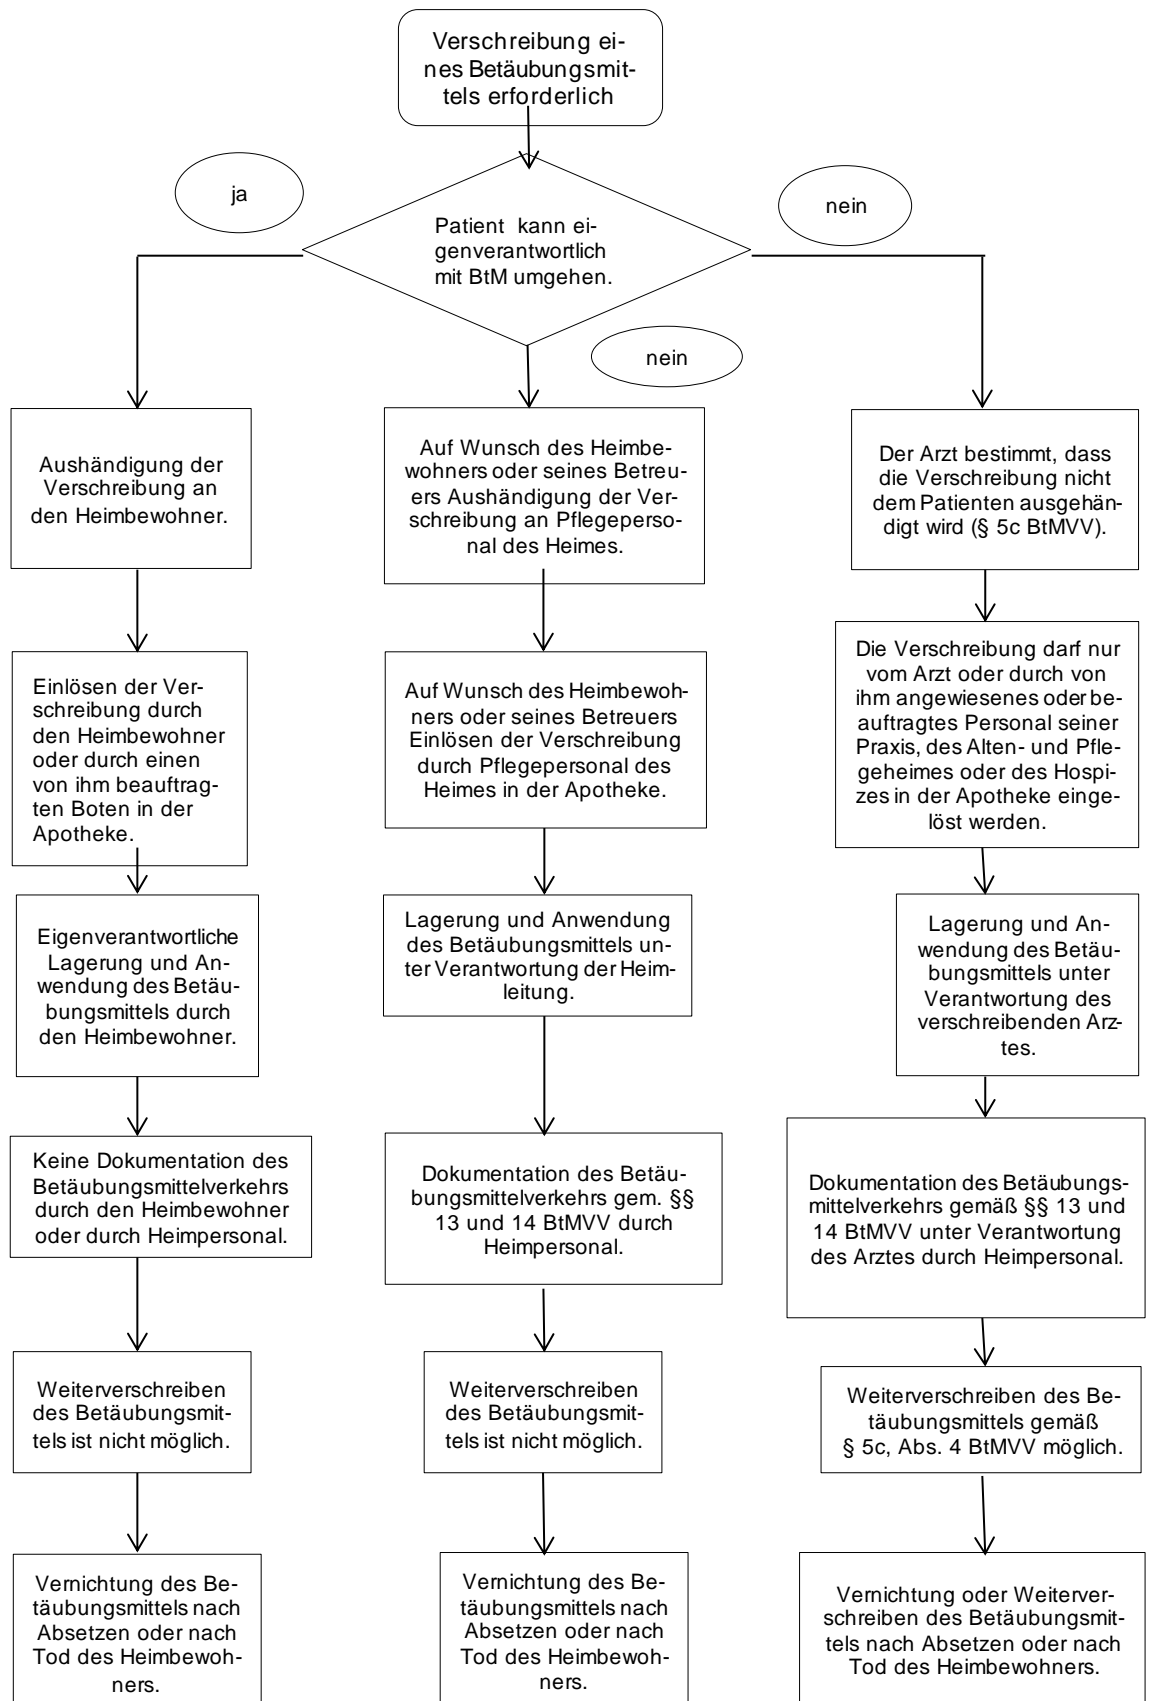 Verschreibung ei-
nes Betäubungsmit-
tels erforderlich
ja
nein
Patient kann ei-
genverantwortlich
mit BtM umgehen.
nein
Aushändigung der
Verschreibung an
den Heimbewohner.
Auf Wunsch des Heimbe-
wohners oder seines Betreu-
ers Aushändigung der Ver-
schreibung an Pflegeperso-
nal des Heimes.
Der Arzt bestimmt, dass
die Verschreibung nicht
dem Patienten ausgehän-
digt wird (§ 5c BtMVV).
Einlösen der Ver-
schreibung durch
den Heimbewohner
oder durch einen
von ihm beauftrag-
ten Boten in der
Apotheke.
Auf Wunsch des Heimbewoh-
ners oder seines Betreuers
Einlösen der Verschreibung
durch Pflegepersonal des
Heimes in der Apotheke.
Die Verschreibung darf nur
vom Arzt oder durch von
ihm angewiesenes oder be-
auftragtes Personal seiner
Praxis, des Alten- und Pfle-
geheimes oder des Hospi-
zes in der Apotheke einge-
löst werden.
Eigenverantwortliche
Lagerung und An-
wendung des Betäu-
bungsmittels durch
den Heimbewohner.
Lagerung und Anwendung
des Betäubungsmittels un-
ter Verantwortung der Heim-
leitung.
Lagerung und An-
wendung des Betäu-
bungsmittels unter
Verantwortung des
verschreibenden Arz-
tes.
Keine Dokumentation des
Betäubungsmittelverkehrs
durch den Heimbewohner
oder durch Heimpersonal.
Dokumentation des Betäu-
bungsmittelverkehrs gem. §§
13 und 14 BtMVV durch
Heimpersonal.
Dokumentation des Betäubungs-
mittelverkehrs gemäß §§ 13 und
14 BtMVV unter Verantwortung
des Arztes durch Heimpersonal.
Weiterverschreiben
des Betäubungsmit-
tels ist nicht möglich.
Weiterverschreiben
des Betäubungsmit-
tels ist nicht möglich.
Weiterverschreiben des Be-
täubungsmittels gemäß
§ 5c, Abs. 4 BtMVV möglich.
Vernichtung des Be-
täubungsmittels nach
Absetzen oder nach
Tod des Heimbewoh-
ners.
Vernichtung des Be-
täubungsmittels nach
Absetzen oder nach
Tod des Heimbewoh-
ners.
Vernichtung oder Weiterver-
schreiben des Betäubungsmit-
tels nach Absetzen oder nach
Tod des Heimbewohners.